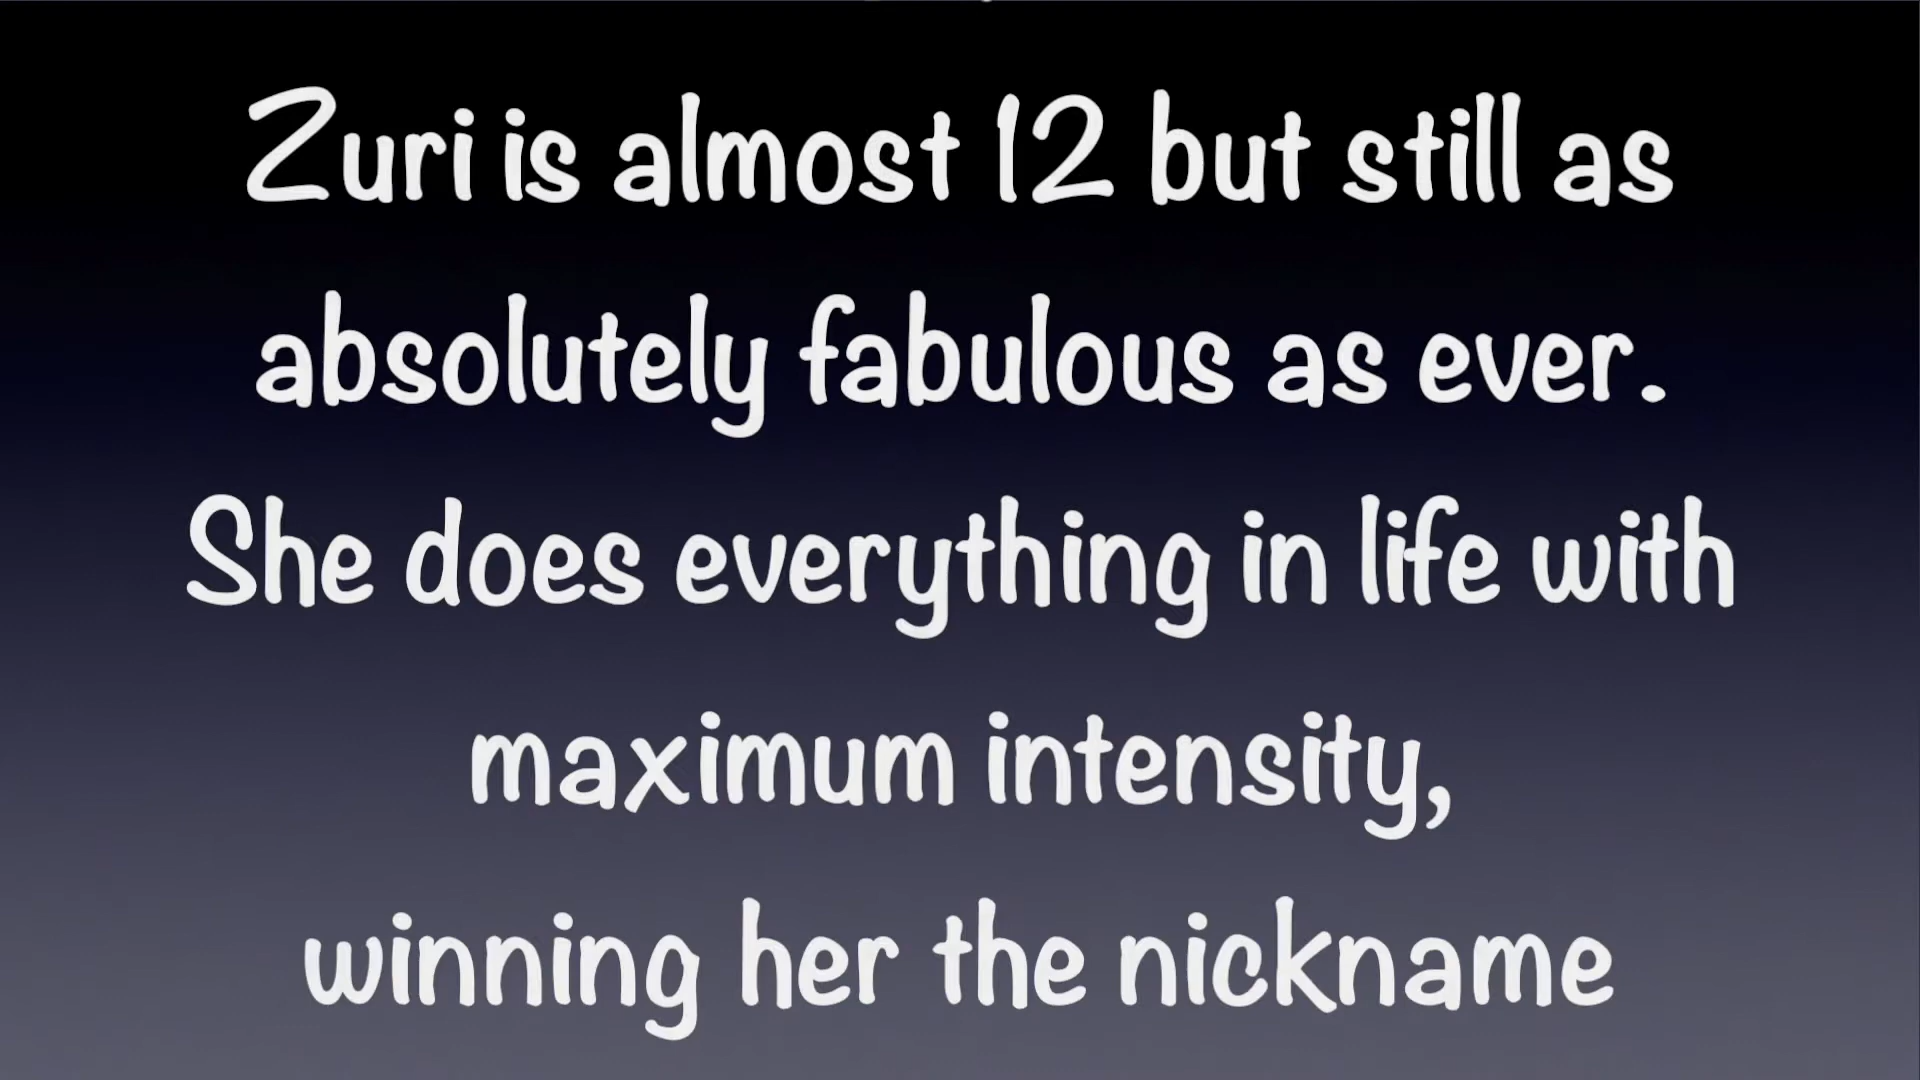 Zuri is almost 12 but still as
absolutely fabulous as ever.
She does everything in life with
maximum intensity,
winning her the nickname